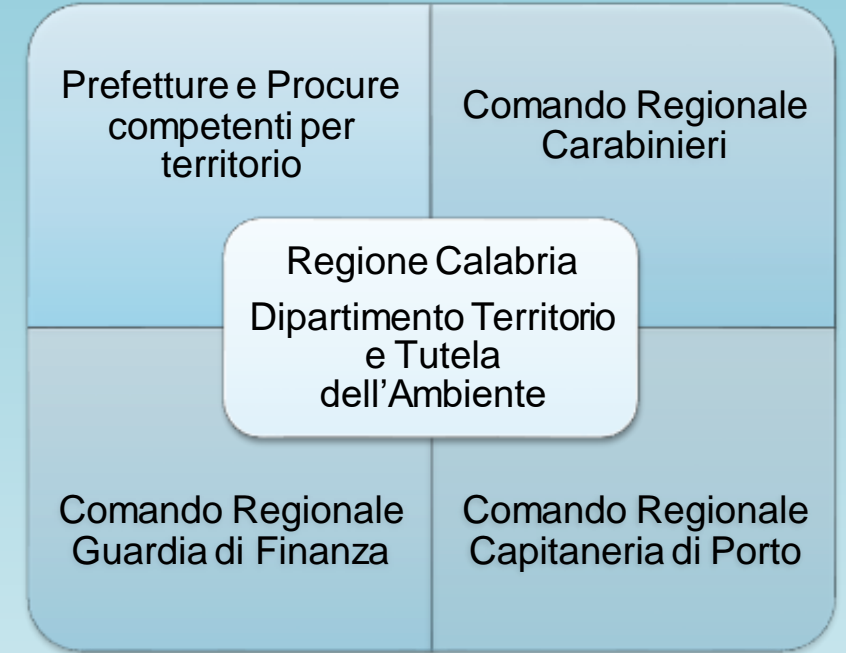 Prefetture e Procure
competenti per
territorio
Comando Regionale
Carabinieri
Regione Calabria
Dipartimento Territorio
e Tutela
dell’Ambiente
Comando Regionale
Guardia di Finanza
Comando Regionale
Capitaneria di Porto